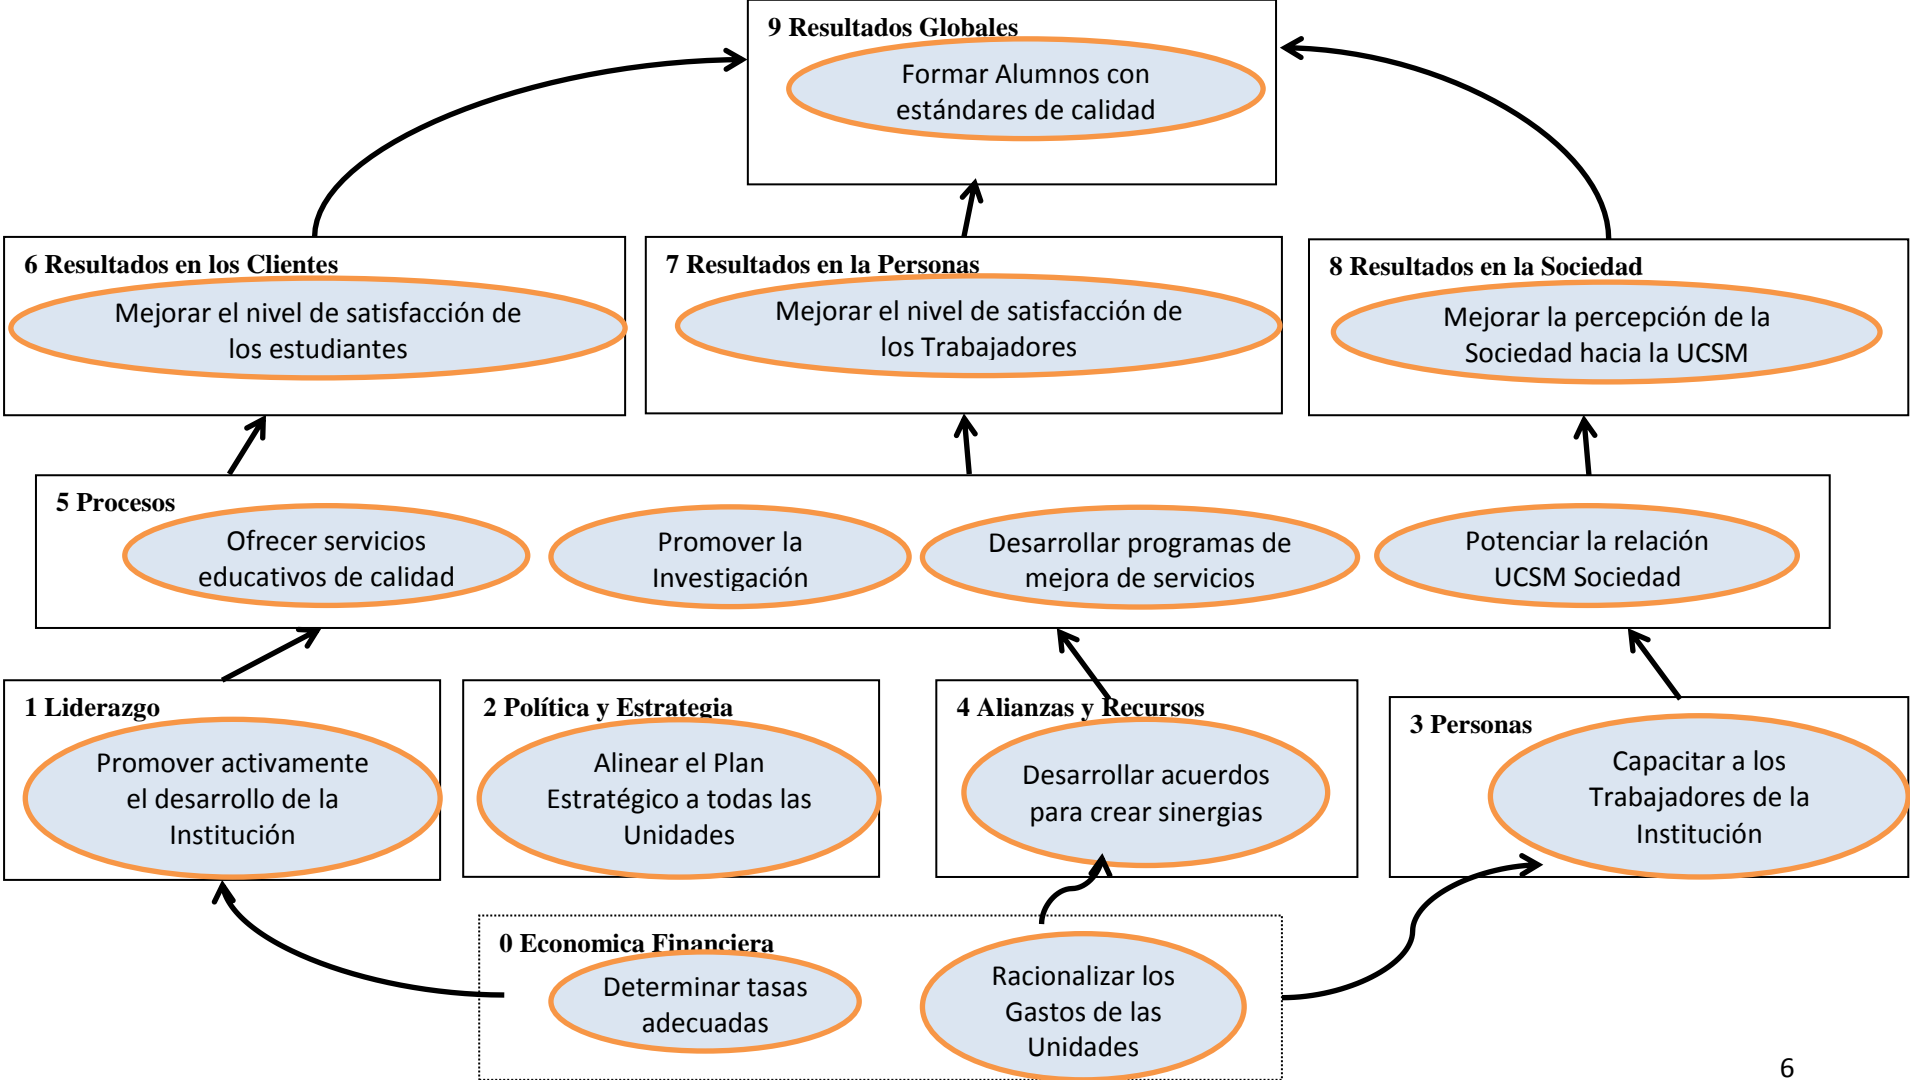 9 Resultados Globales
Formar Alumnos con
estándares de calidad
6 Resultados en los Clientes
Mejorar el nivel de satisfacción de
los estudiantes
7 Resultados en la Personas
Mejorar el nivel de satisfacción de
los Trabajadores
8 Resultados en la Sociedad
Mejorar la percepción de la
Sociedad hacia la UCSM
5 Procesos
Ofrecer servicios
educativos de calidad
Promover la
Investigación
Desarrollar programas de
mejora de servicios
Potenciar la relación
UCSM Sociedad
1 Liderazgo
Promover activamente
el desarrollo de la
Institución
2 Política y Estrategia
Alinear el Plan
Estratégico a todas las
Unidades
4 Alianzas y Recursos
Desarrollar acuerdos
para crear sinergias
3 Personas
Capacitar a los
Trabajadores de la
Institución
0 Economica Financiera
Determinar tasas
adecuadas
Racionalizar los
Gastos de las
Unidades
6